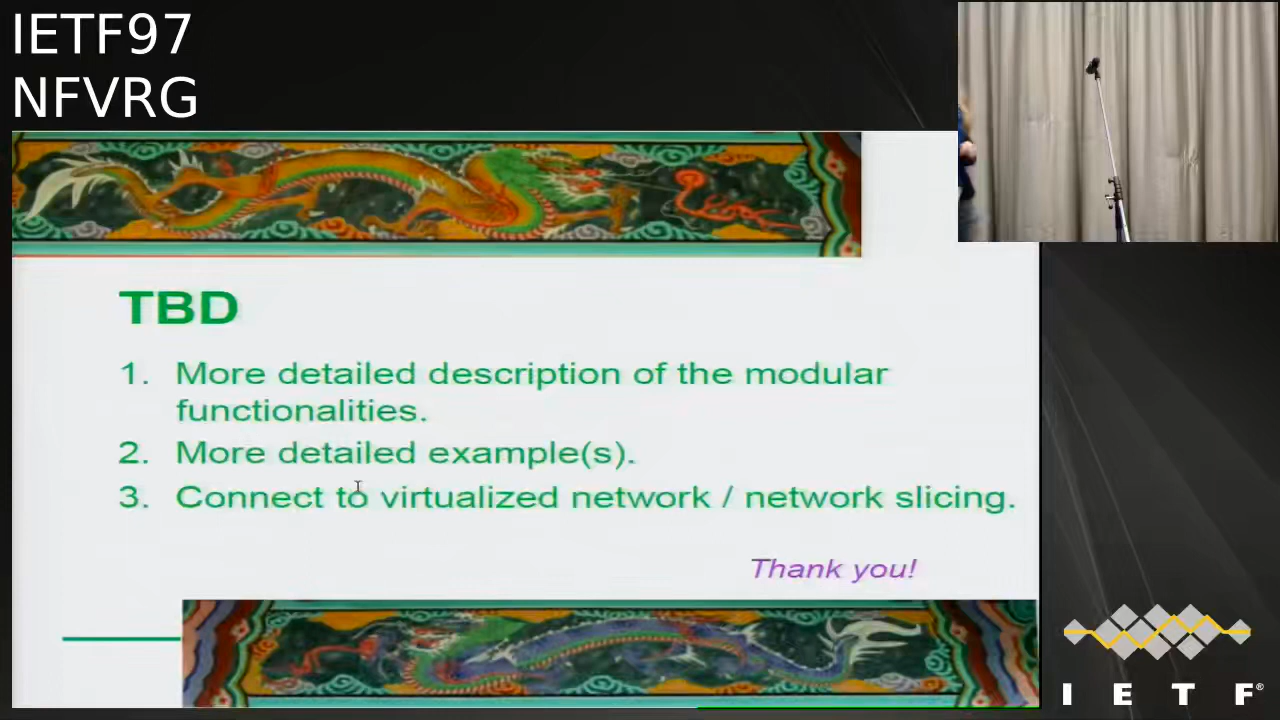 IETF97
NFVRG
TBD
1. More detailed description of the modular
functionalities.
2. More detailed example(s).
3. Connect to virtualized network / network slicing.
Thank you!
I E T F®